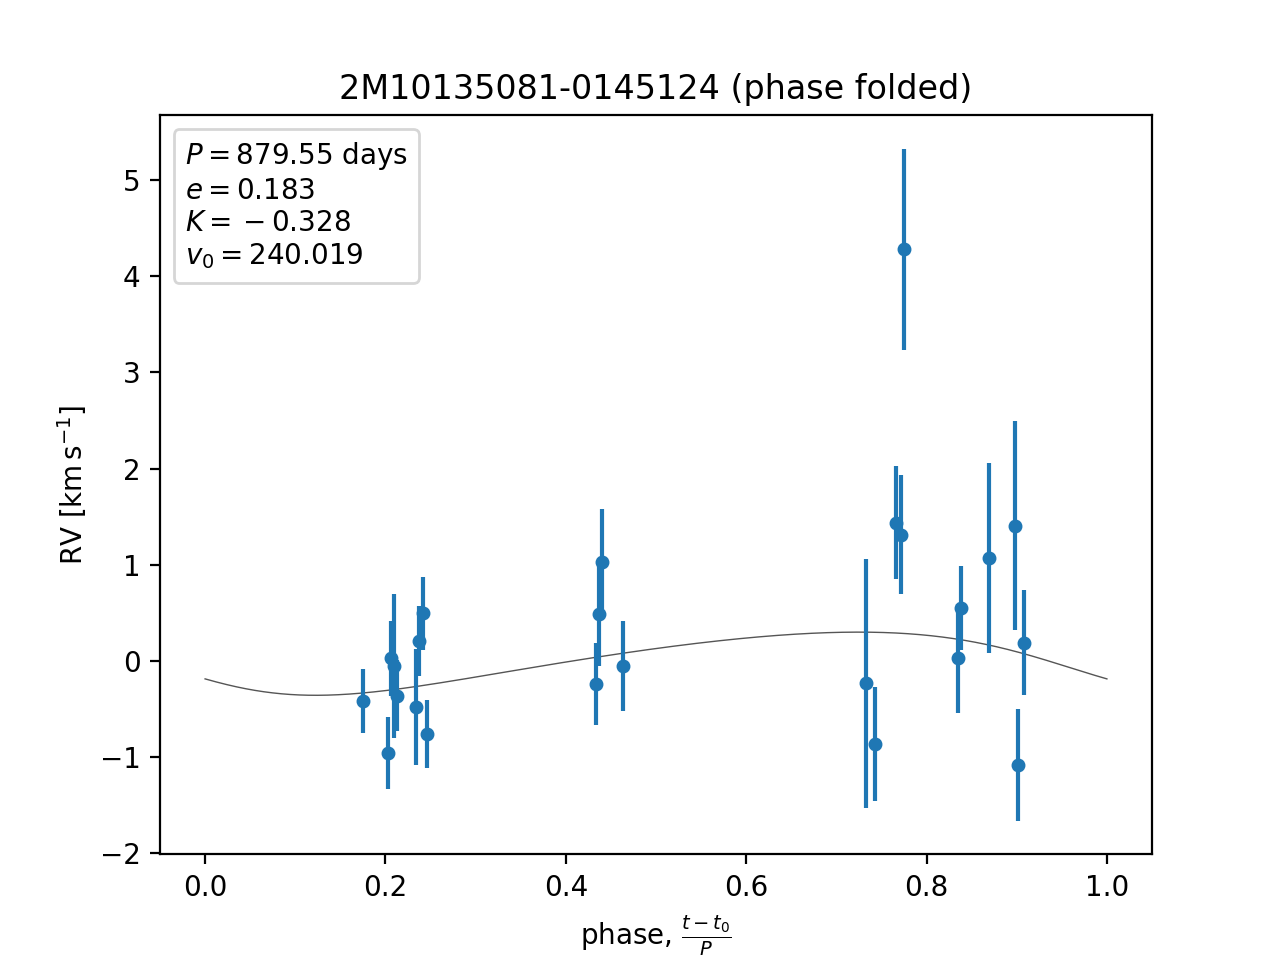 2M10135081-0145124 (phase folded)
P = 879.55 days
e = 0.183
K = −0.328
v₀ = 240.019
5
4
3
2
1
0
−1
−2
RV [km s⁻¹]
0.0 0.2 0.4 0.6 0.8 1.0
phase, (t − t₀)/P